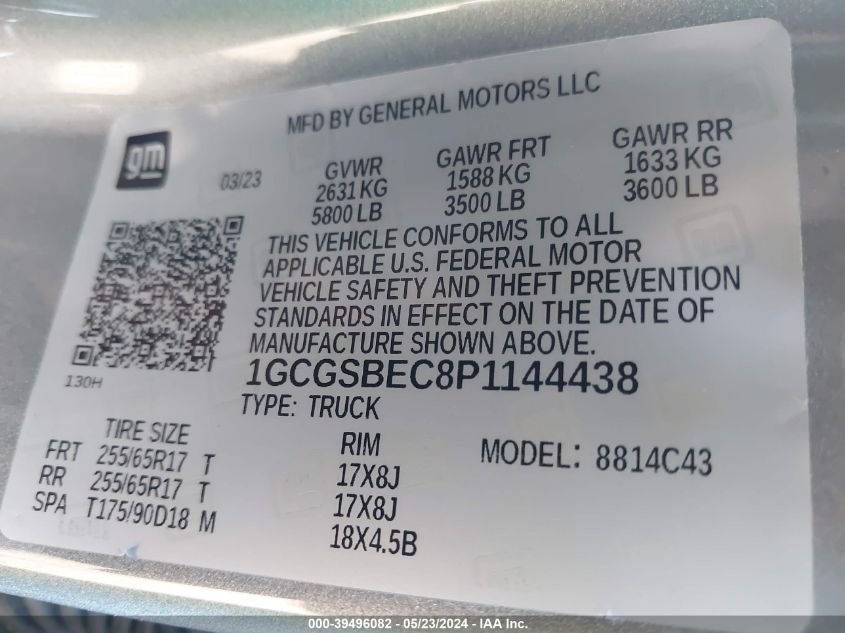 MFD BY GENERAL MOTORS LLC
gm
03/23
GVWR
2631 KG
5800 LB
GAWR FRT
1588 KG
3500 LB
GAWR RR
1633 KG
3600 LB
THIS VEHICLE CONFORMS TO ALL
APPLICABLE U.S. FEDERAL MOTOR
VEHICLE SAFETY AND THEFT PREVENTION
STANDARDS IN EFFECT ON THE DATE OF
MANUFACTURE SHOWN ABOVE.
130H
1GCGSBEC8P1144438
TYPE: TRUCK
TIRE SIZE
RIM
MODEL: 8814C43
FRT 255/65R17 T 17X8J
RR 255/65R17 T 17X8J
SPA T175/90D18 M 18X4.5B
000-39496082 - 05/23/2024 - IAA Inc.